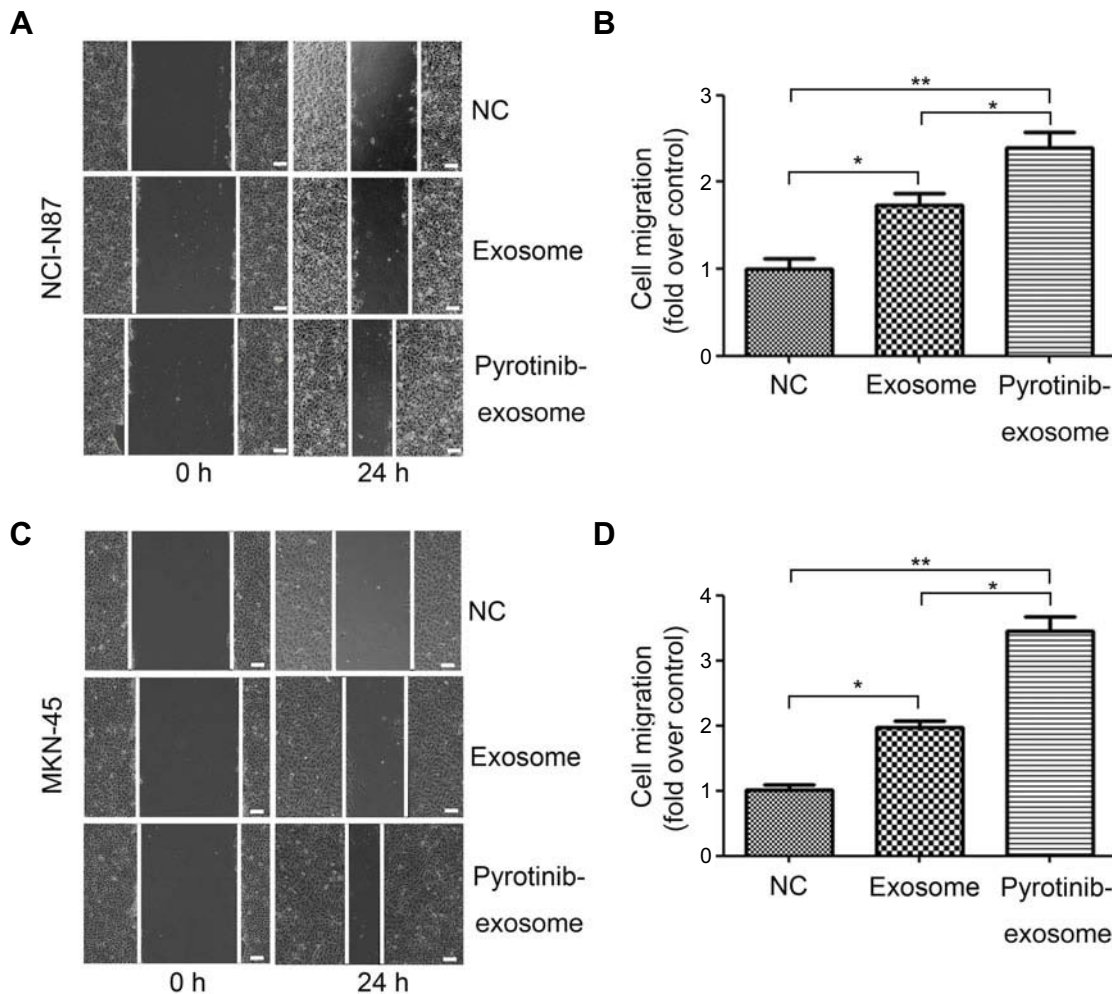 A
NCI-N87
NC
Exosome
Pyrotinib-
exosome
0 h
24 h
B
Cell migration
(fold over control)
3
2
1
0
**
*
*
NC
Exosome
Pyrotinib-
exosome
C
MKN-45
NC
Exosome
Pyrotinib-
exosome
0 h
24 h
D
Cell migration
(fold over control)
4
3
2
1
0
**
*
*
NC
Exosome
Pyrotinib-
exosome